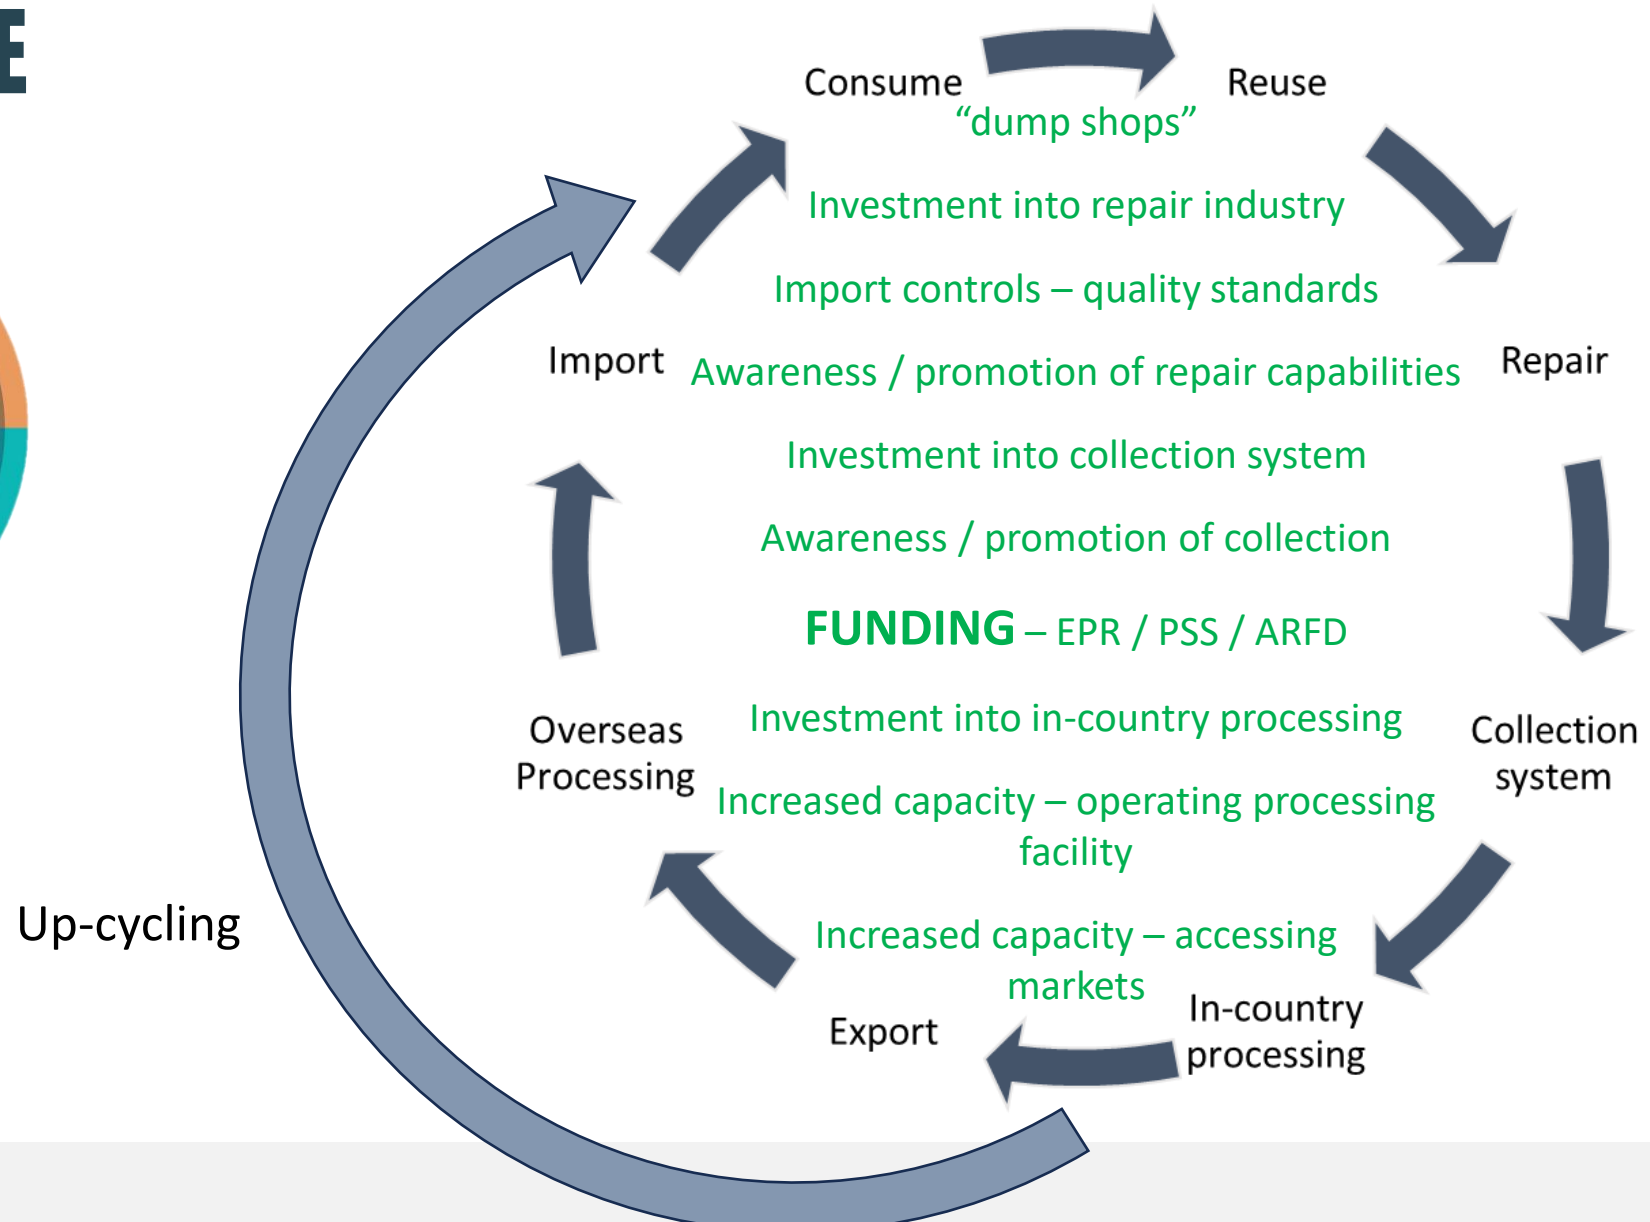 E
Consume
Reuse
“dump shops”
Investment into repair industry
Import controls – quality standards
Import
Awareness / promotion of repair capabilities
Repair
Investment into collection system
Awareness / promotion of collection
FUNDING – EPR / PSS / ARFD
Overseas
Processing
Investment into in-country processing
Collection
system
Increased capacity – operating processing
facility
Up-cycling
Increased capacity – accessing
markets
Export
In-country
processing